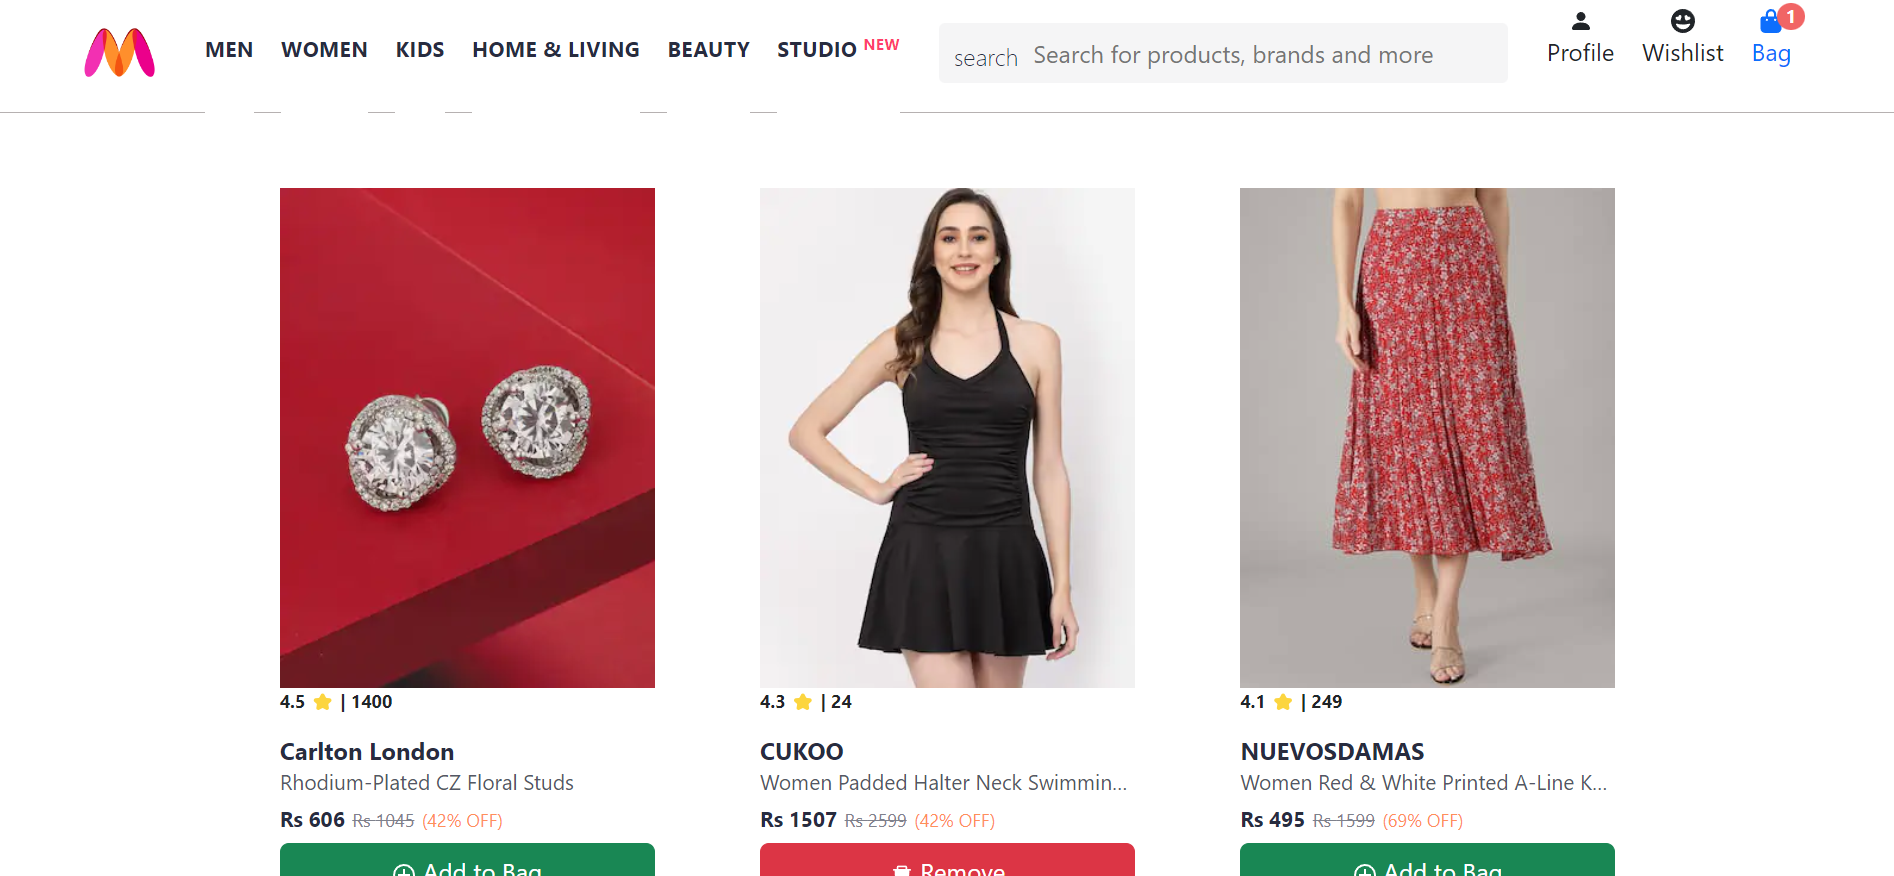 MEN WOMEN KIDS HOME & LIVING BEAUTY STUDIO NEW
search Search for products, brands and more
Profile Wishlist Bag 1
4.5 ⭐ | 1400
Carlton London
Rhodium-Plated CZ Floral Studs
Rs 606 Rs 1045 (42% OFF)
Add to Bag
4.3 ⭐ | 24
CUKOO
Women Padded Halter Neck Swimmin...
Rs 1507 Rs 2599 (42% OFF)
Remove
4.1 ⭐ | 249
NUEVOSDAMAS
Women Red & White Printed A-Line K...
Rs 495 Rs 1599 (69% OFF)
Add to Bag